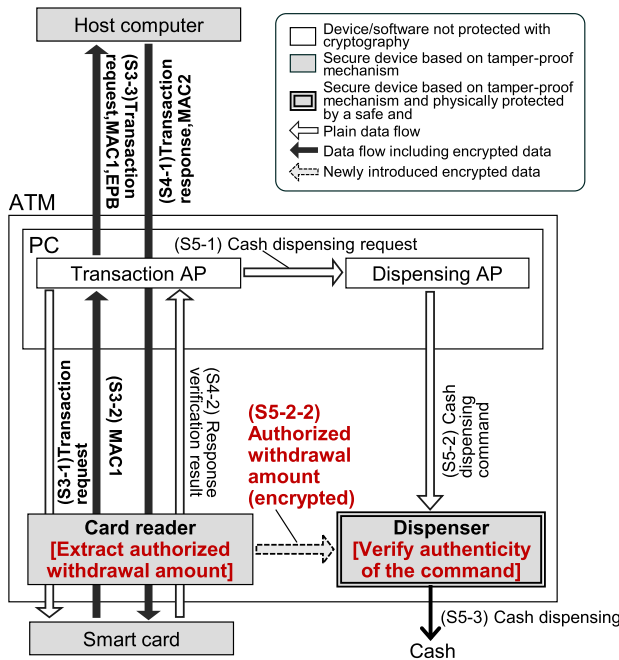 Host computer
Device/software not protected with
cryptography
Secure device based on tamper-proof
mechanism
Secure device based on tamper-proof
mechanism and physically protected
by a safe and
Plain data flow
Data flow including encrypted data
Newly introduced encrypted data
(S3-3)Transaction
request,MAC1,EPB
(S4-1)Transaction
response,MAC2
ATM
PC
(S5-1) Cash dispensing request
Transaction AP
Dispensing AP
(S3-1)Transaction
request
(S3-2) MAC1
(S4-2) Response
verification result
(S5-2-2)
Authorized
withdrawal
amount
(encrypted)
(S5-2) Cash
dispensing
command
Card reader
[Extract authorized
withdrawal amount]
Dispenser
[Verify authenticity
of the command]
Smart card
(S5-3) Cash dispensing
Cash